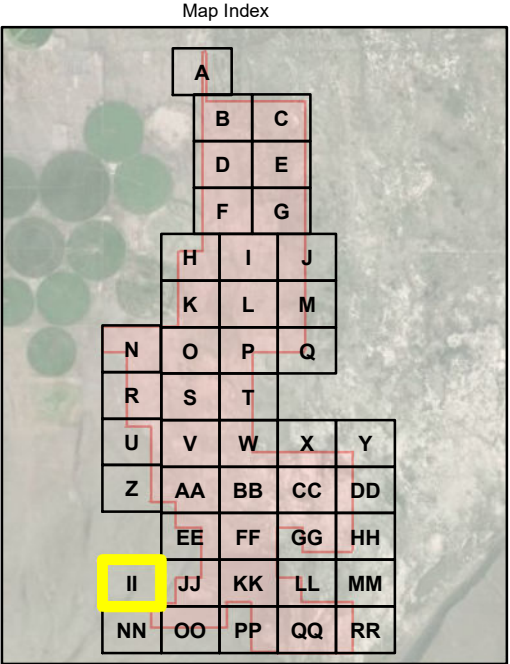 Map Index
A
B C
D E
F G
H I J
K L M
N O P Q
R S T
U V W X Y
Z AA BB CC DD
EE FF GG HH
II JJ KK LL MM
NN OO PP QQ RR